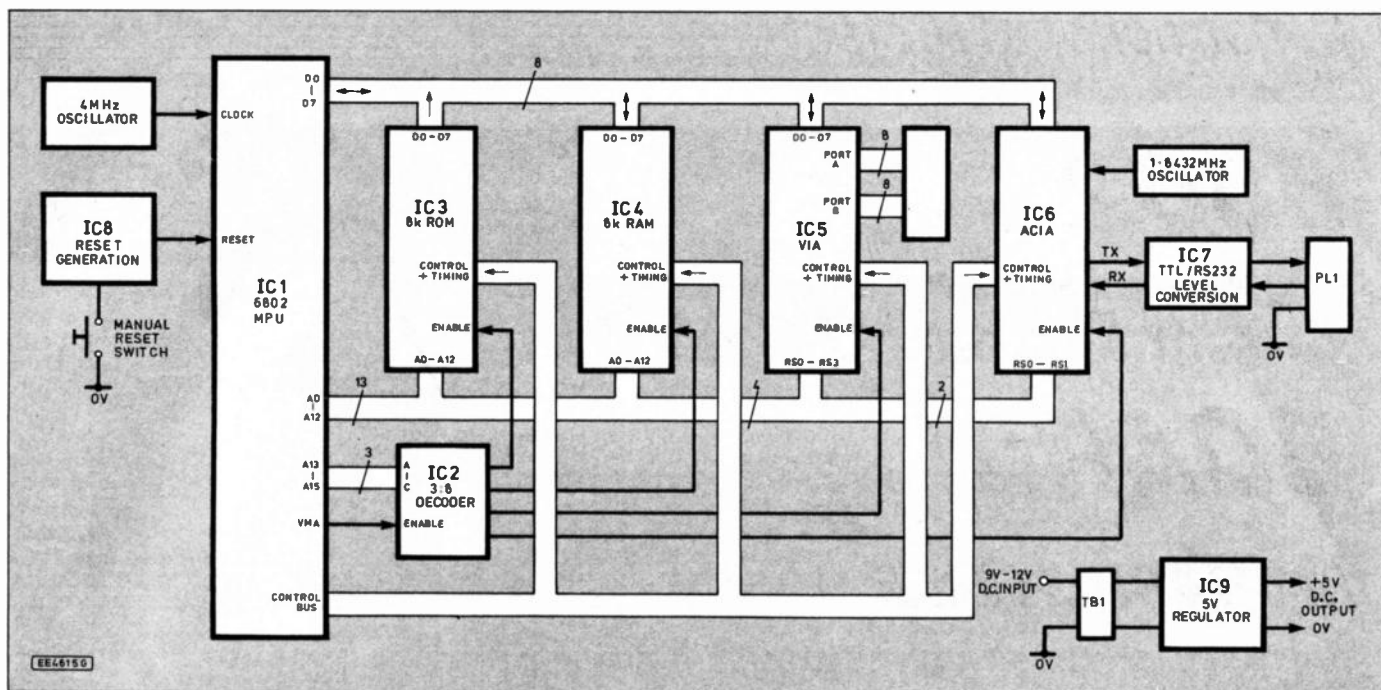 4MHz
OSCILLATOR
IC8
RESET
GENERATION
MANUAL
RESET
SWITCH
0V
D0
|
D7
CLOCK
RESET
IC1
6802
MPU
A0
|
A12
A13
|
A15
VMA
CONTROL
BUS
8
13
3
4
2
D0-D7
IC3
8k ROM
CONTROL
+ TIMING
ENABLE
A0-A12
D0-D7
IC4
8k RAM
CONTROL
+ TIMING
ENABLE
A0-A12
D0-D7
PORT
A
8
PORT
B
8
IC5
VIA
CONTROL
+ TIMING
ENABLE
RS0-RS3
D0-D7
IC6
ACIA
TX
RX
CONTROL
+ TIMING
ENABLE
RS0-RS1
1·8432MHz
OSCILLATOR
IC7
TTL/RS232
LEVEL
CONVERSION
PL1
0V
A
|
C
IC2
3:8
DECODER
ENABLE
9V-12V
D.C.INPUT
TB1
0V
IC9
5V
REGULATOR
+5V
D.C.
OUTPUT
0V
EE4615G